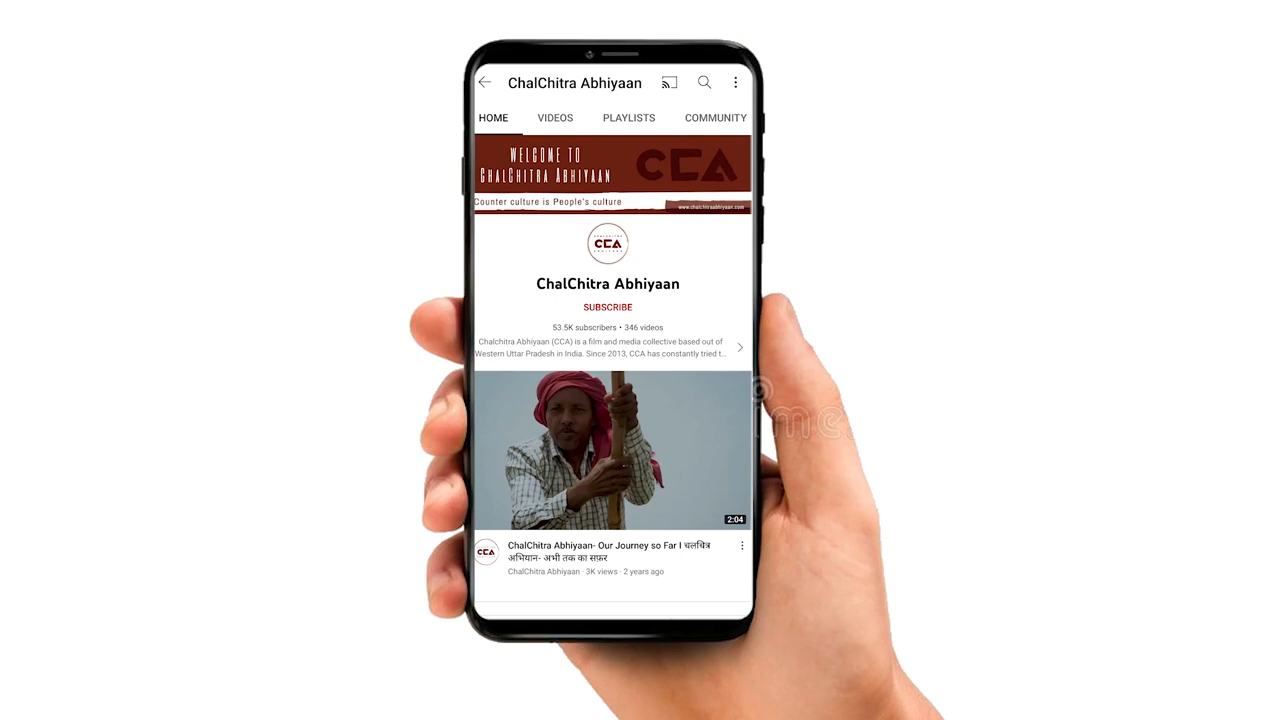 ChalChitra Abhiyaan
HOME VIDEOS PLAYLISTS COMMUNITY
WELCOME TO
CHALCHITRA ABHIYAAN
CCA
Counter culture is People's culture
www.chalchitraabhiyaan.com
CCA
ChalChitra Abhiyaan
SUBSCRIBE
53.5K subscribers • 346 videos
Chalchitra Abhiyaan (CCA) is a film and media collective based out of
Western Uttar Pradesh in India. Since 2013, CCA has constantly tried t...
2:04
CCA
ChalChitra Abhiyaan- Our Journey so Far I चलचित्र
अभियान- अभी तक का सफ़र
ChalChitra Abhiyaan · 3K views · 2 years ago